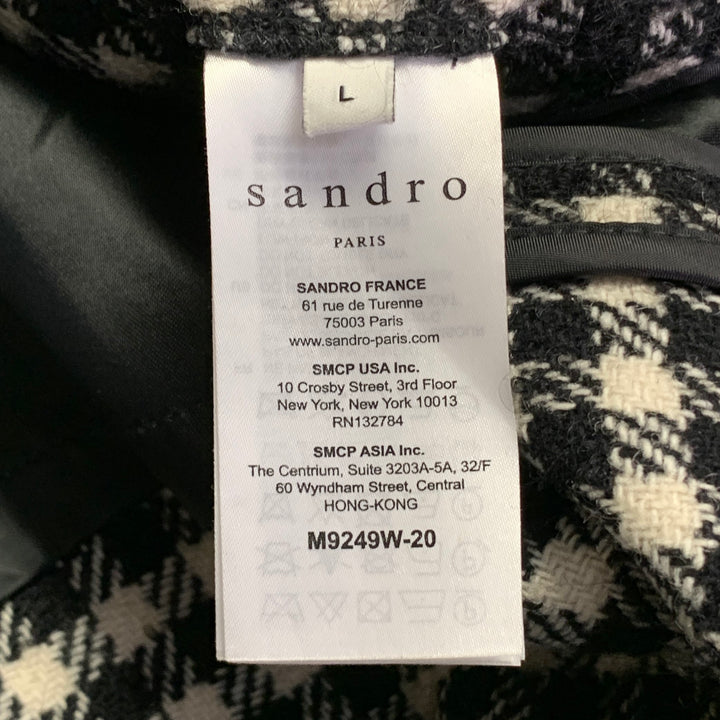 L
sandro
PARIS
SANDRO FRANCE
61 rue de Turenne
75003 Paris
www.sandro-paris.com
SMCP USA Inc.
10 Crosby Street, 3rd Floor
New York, New York 10013
RN132784
SMCP ASIA Inc.
The Centrium, Suite 3203A-5A, 32/F
60 Wyndham Street, Central
HONG-KONG
M9249W-20